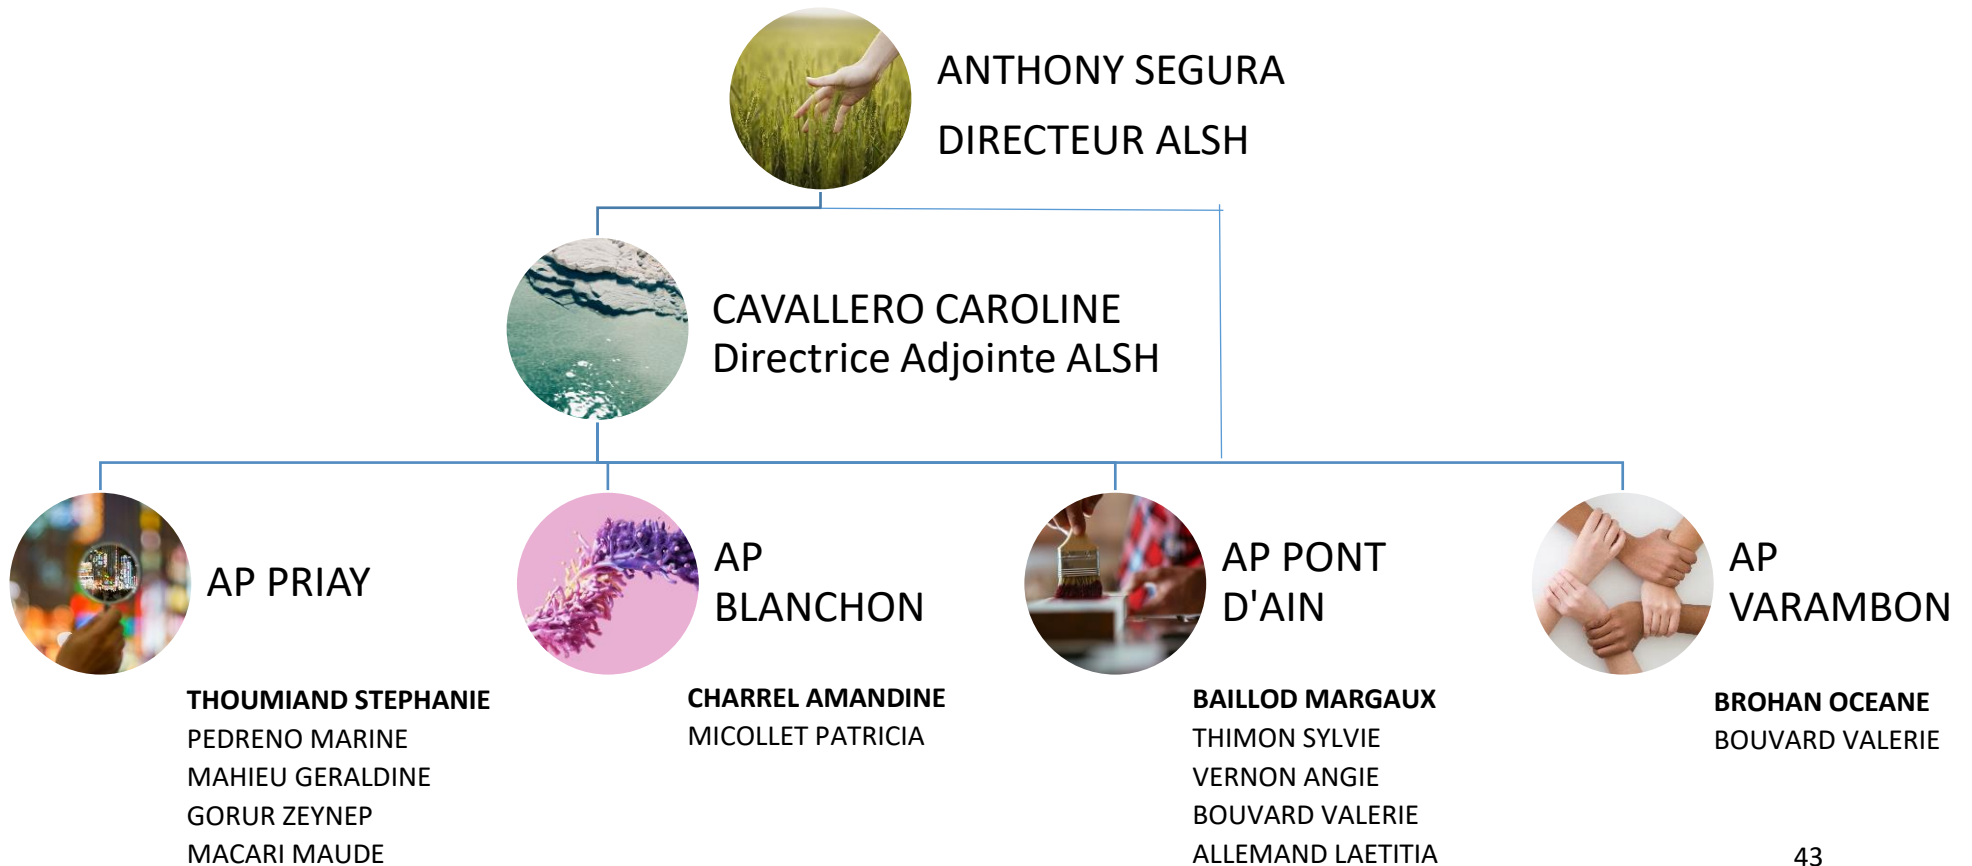 ANTHONY SEGURA
DIRECTEUR ALSH
CAVALLERO CAROLINE
Directrice Adjointe ALSH
AP PRIAY
THOUMIAND STEPHANIE
PEDRENO MARINE
MAHIEU GERALDINE
GORUR ZEYNEP
MACARI MAUDE
AP
BLANCHON
CHARREL AMANDINE
MICOLLET PATRICIA
AP PONT
D'AIN
BAILLOD MARGAUX
THIMON SYLVIE
VERNON ANGIE
BOUVARD VALERIE
ALLEMAND LAETITIA
AP
VARAMBON
BROHAN OCEANE
BOUVARD VALERIE
43